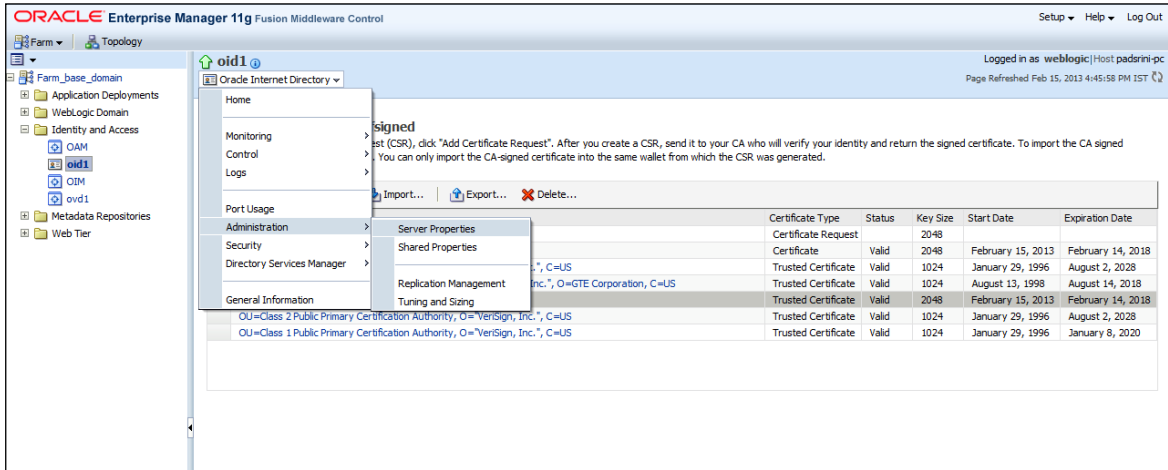 ORACLE Enterprise Manager 11g Fusion Middleware Control
Setup Help Log Out
Farm Topology
Farm_base_domain
Application Deployments
WebLogic Domain
Identity and Access
OAM
oid1
OIM
ovd1
Metadata Repositories
Web Tier
oid1
Logged in as weblogic|Host padsrini-pc
Oracle Internet Directory
Page Refreshed Feb 15, 2013 4:45:58 PM IST
Home
Monitoring
Control
Logs
Port Usage
Administration
Security
Directory Services Manager
General Information
Server Properties
Shared Properties
Replication Management
Tuning and Sizing
signed
est (CSR), click "Add Certificate Request". After you create a CSR, send it to your CA who will verify your identity and return the signed certificate. To import the CA signed
. You can only import the CA-signed certificate into the same wallet from which the CSR was generated.
Import... Export... Delete...
Certificate Type Status Key Size Start Date Expiration Date
Certificate Request 2048
Certificate Valid 2048 February 15, 2013 February 14, 2018
.", C=US Trusted Certificate Valid 1024 January 29, 1996 August 2, 2028
Inc.", O=GTE Corporation, C=US Trusted Certificate Valid 1024 August 13, 1998 August 14, 2018
Trusted Certificate Valid 2048 February 15, 2013 February 14, 2018
OU=Class 2 Public Primary Certification Authority, O="VeriSign, Inc.", C=US Trusted Certificate Valid 1024 January 29, 1996 August 2, 2028
OU=Class 1 Public Primary Certification Authority, O="VeriSign, Inc.", C=US Trusted Certificate Valid 1024 January 29, 1996 January 8, 2020